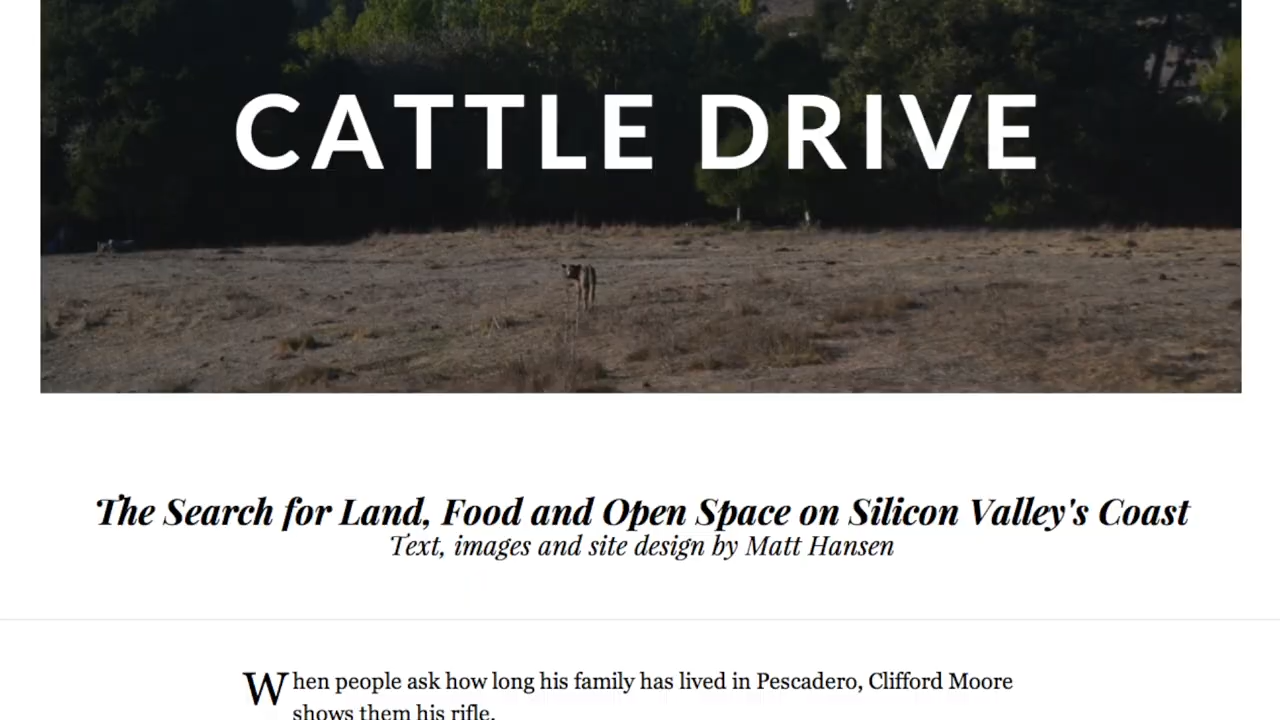 CATTLE DRIVE
The Search for Land, Food and Open Space on Silicon Valley's Coast
Text, images and site design by Matt Hansen
When people ask how long his family has lived in Pescadero, Clifford Moore
shows them his rifle.